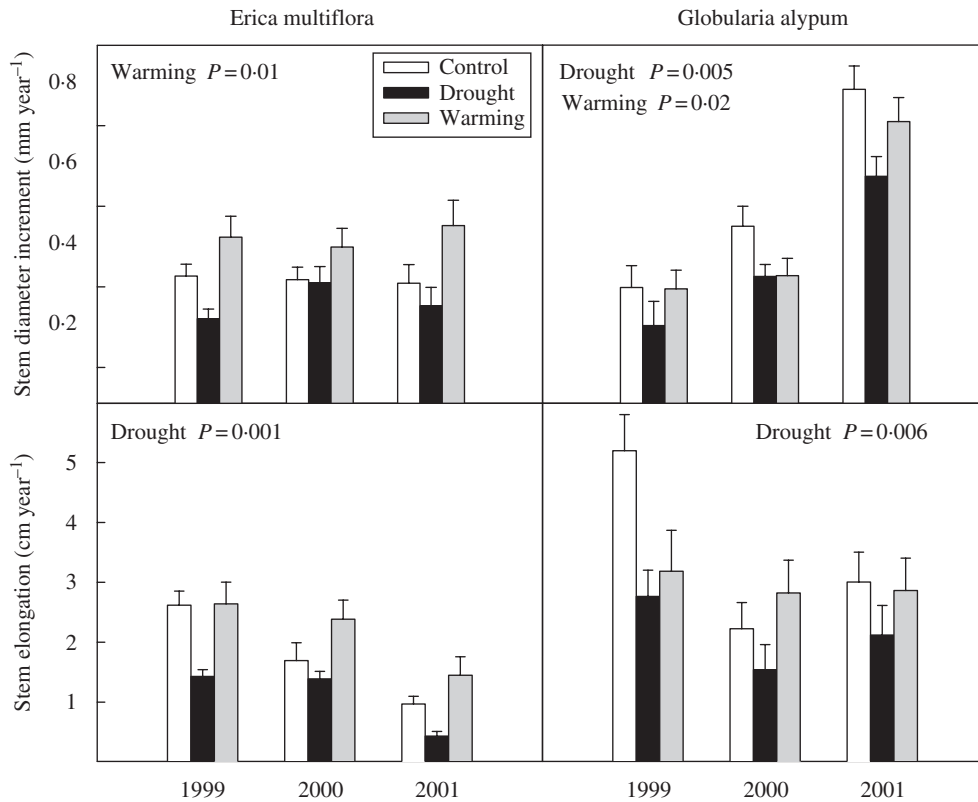 Erica multiflora
Globularia alypum
Stem diameter increment (mm year⁻¹)
0·8
0·6
0·4
0·2
Warming P = 0·01
Control
Drought
Warming
Drought P = 0·005
Warming P = 0·02
Stem elongation (cm year⁻¹)
5
4
3
2
1
Drought P = 0·001
Drought P = 0·006
1999 2000 2001
1999 2000 2001